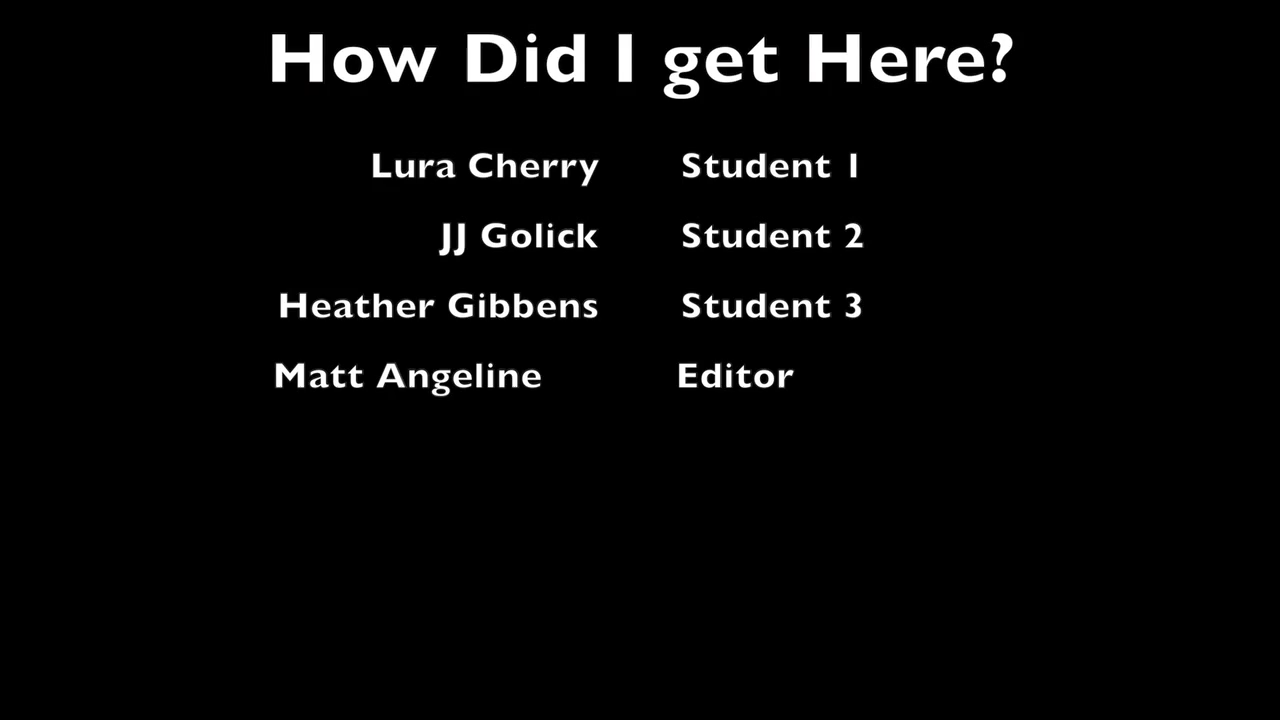 How Did I get Here?
Lura Cherry Student 1
JJ Golick Student 2
Heather Gibbens Student 3
Matt Angeline Editor